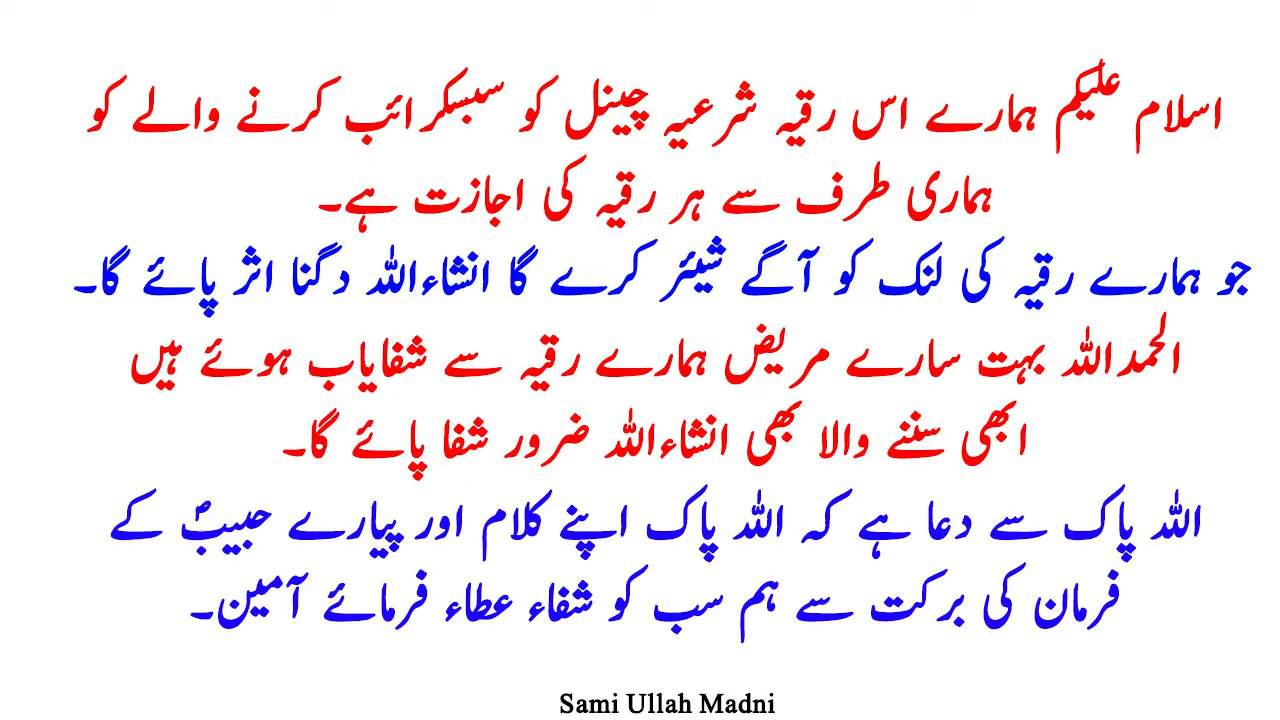 اسلام علیکم ہمارے اس رقیہ شرعیہ چینل کو سبسکرائب کرنے والے کو
ہماری طرف سے ہر رقیہ کی اجازت ہے۔
جو ہمارے رقیہ کی لنک کو آگے شیئر کرے گا انشاءاللہ دگنا اثر پائے گا۔
الحمداللہ بہت سارے مریض ہمارے رقیہ سے شفایاب ہوئے ہیں
ابھی سننے والا بھی انشاءاللہ ضرور شفا پائے گا۔
اللہ پاک سے دعا ہے کہ اللہ پاک اپنے کلام اور پیارے حبیبؐ کے
فرمان کی برکت سے ہم سب کو شفاء عطاء فرمائے آمین۔
Sami Ullah Madni